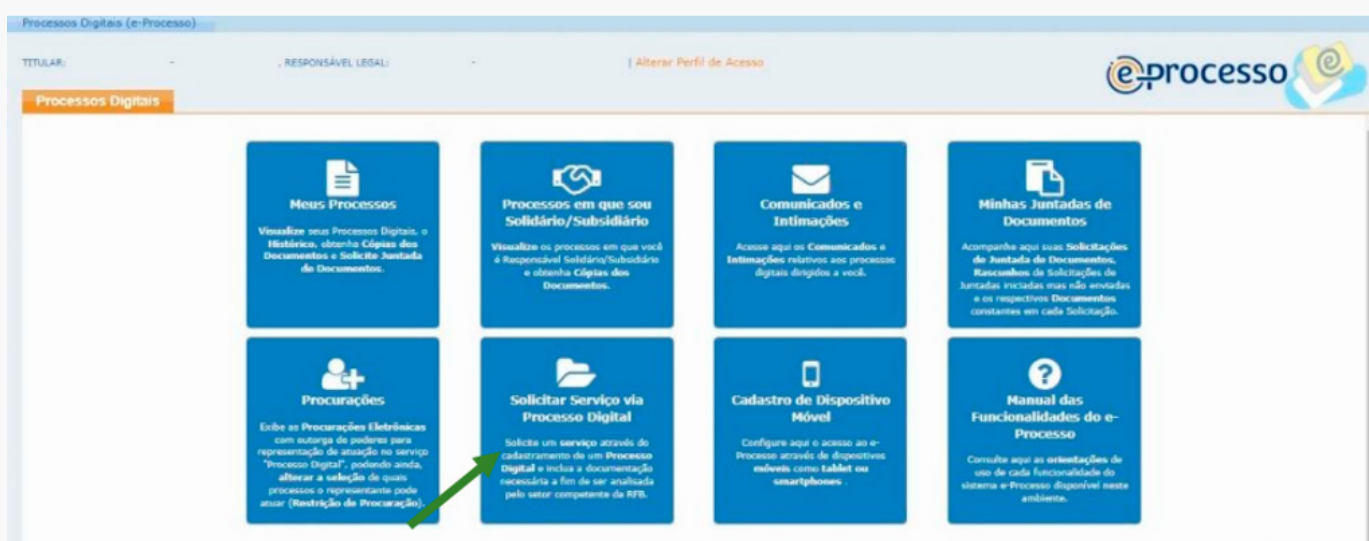 Processos Digitais (e-Processo)
TITULAR: - , RESPONSÁVEL LEGAL: - | Alterar Perfil de Acesso
e-processo
Processos Digitais
Meus Processos
Visualize seus Processos Digitais, o
Histórico, obtenha Cópias dos
Documentos e Solicite Juntada
de Documentos.
Processos em que sou
Solidário/Subsidiário
Visualize os processos em que você
é Responsável Solidário/Subsidiário
e obtenha Cópias dos
Documentos.
Comunicados e
Intimações
Acesse aqui os Comunicados e
Intimações relativos aos processos
digitais dirigidos a você.
Minhas Juntadas de
Documentos
Acompanhe aqui suas Solicitações
de Juntada de Documentos,
Rascunhos de Solicitações de
Juntadas iniciadas mas não enviadas
e os respectivos Documentos
constantes em cada Solicitação.
Procurações
Exibe as Procurações Eletrônicas
com outorga de poderes para
representação de atuação no serviço
"Processo Digital", podendo ainda,
alterar a seleção de quais
processos o representante pode
atuar (Restrição de Procuração).
Solicitar Serviço via
Processo Digital
Solicite um serviço através do
cadastramento de um Processo
Digital e inclua a documentação
necessária a fim de ser analisada
pelo setor competente da RFB.
Cadastro de Dispositivo
Móvel
Configure aqui o acesso ao e-
Processo através de dispositivos
móveis como tablet ou
smartphones .
Manual das
Funcionalidades do e-
Processo
Consulte aqui as orientações de
uso de cada funcionalidade do
sistema e-Processo disponível neste
ambiente.